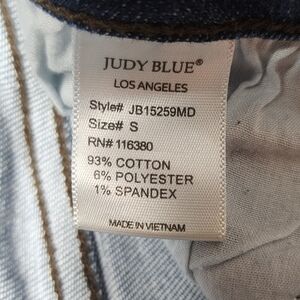 JUDY BLUE®
LOS ANGELES
Style# JB15259MD
Size# S
RN# 116380
93% COTTON
6% POLYESTER
1% SPANDEX
MADE IN VIETNAM